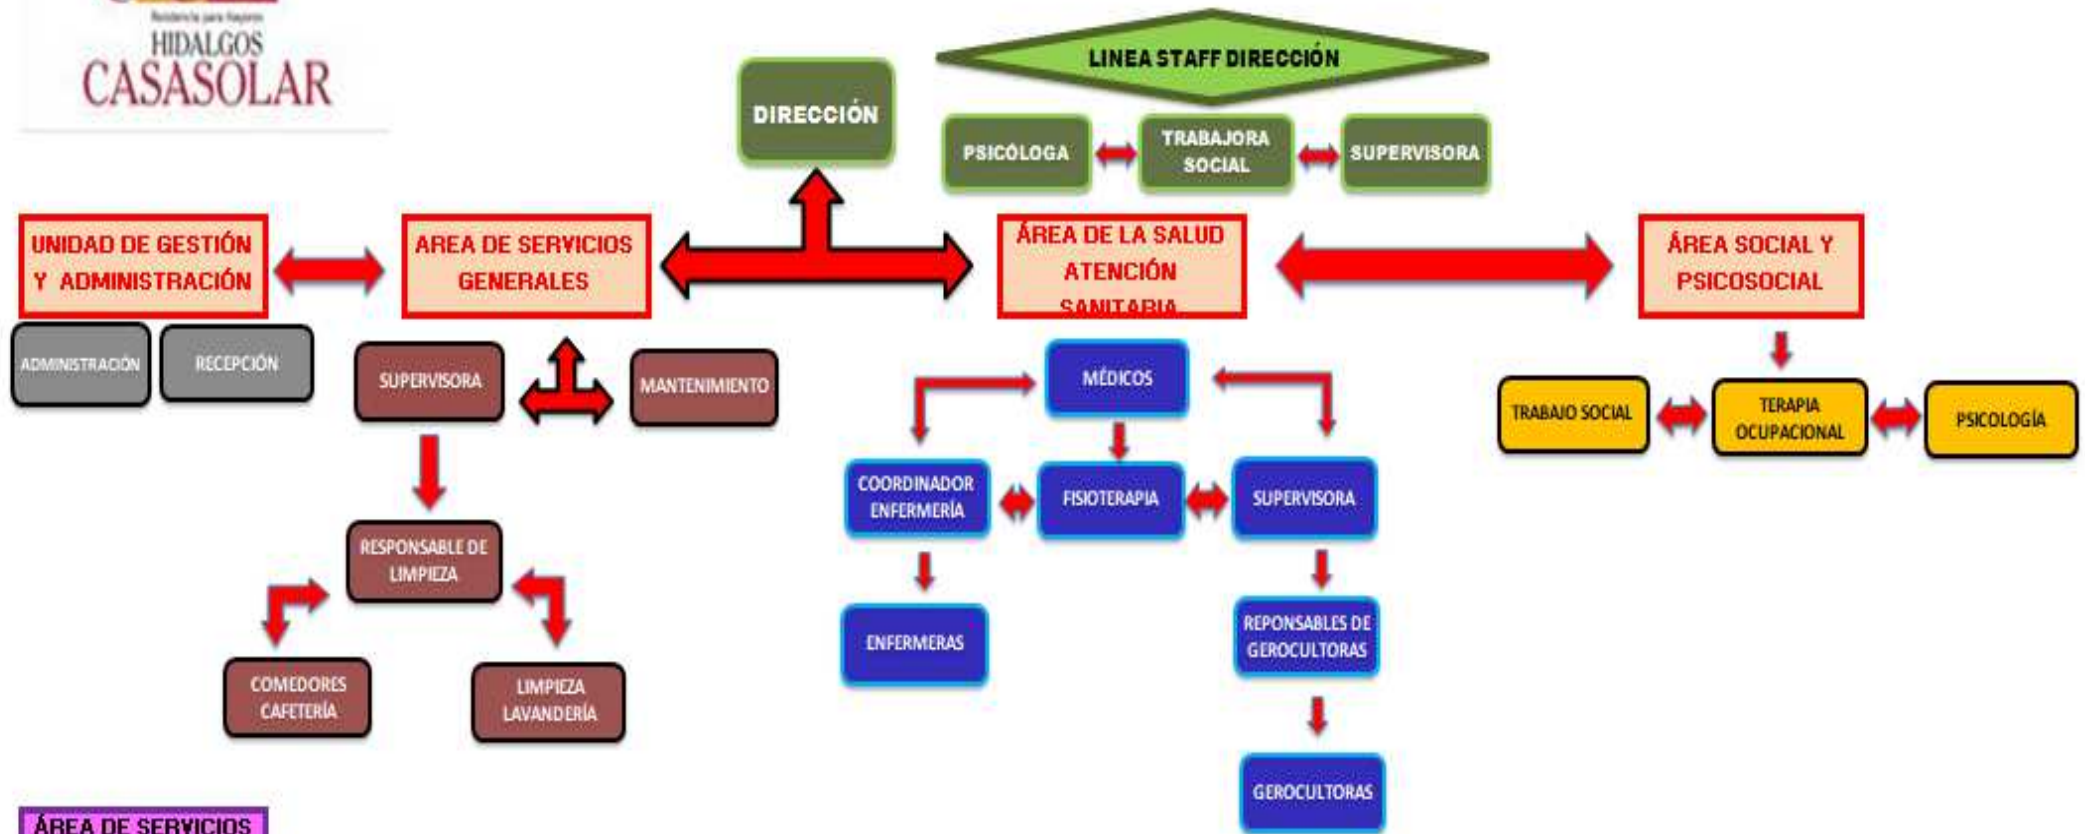 Residencia para Mayores
HIDALGOS
CASASOLAR
LINEA STAFF DIRECCIÓN
DIRECCIÓN
PSICÓLOGA
TRABAJORA
SOCIAL
SUPERVISORA
UNIDAD DE GESTIÓN
Y ADMINISTRACIÓN
AREA DE SERVICIOS
GENERALES
ÁREA DE LA SALUD
ATENCIÓN
SANITARIA
ÁREA SOCIAL Y
PSICOSOCIAL
ADMINISTRACIÓN
RECEPCIÓN
SUPERVISORA
MANTENIMIENTO
MÉDICOS
TRABAJO SOCIAL
TERAPIA
OCUPACIONAL
PSICOLOGÍA
COORDINADOR
ENFERMERÍA
FISIOTERAPIA
SUPERVISORA
RESPONSABLE DE
LIMPIEZA
ENFERMERAS
REPONSABLES DE
GEROCULTORAS
COMEDORES
CAFETERÍA
LIMPIEZA
LAVANDERÍA
GEROCULTORAS
ÁREA DE SERVICIOS